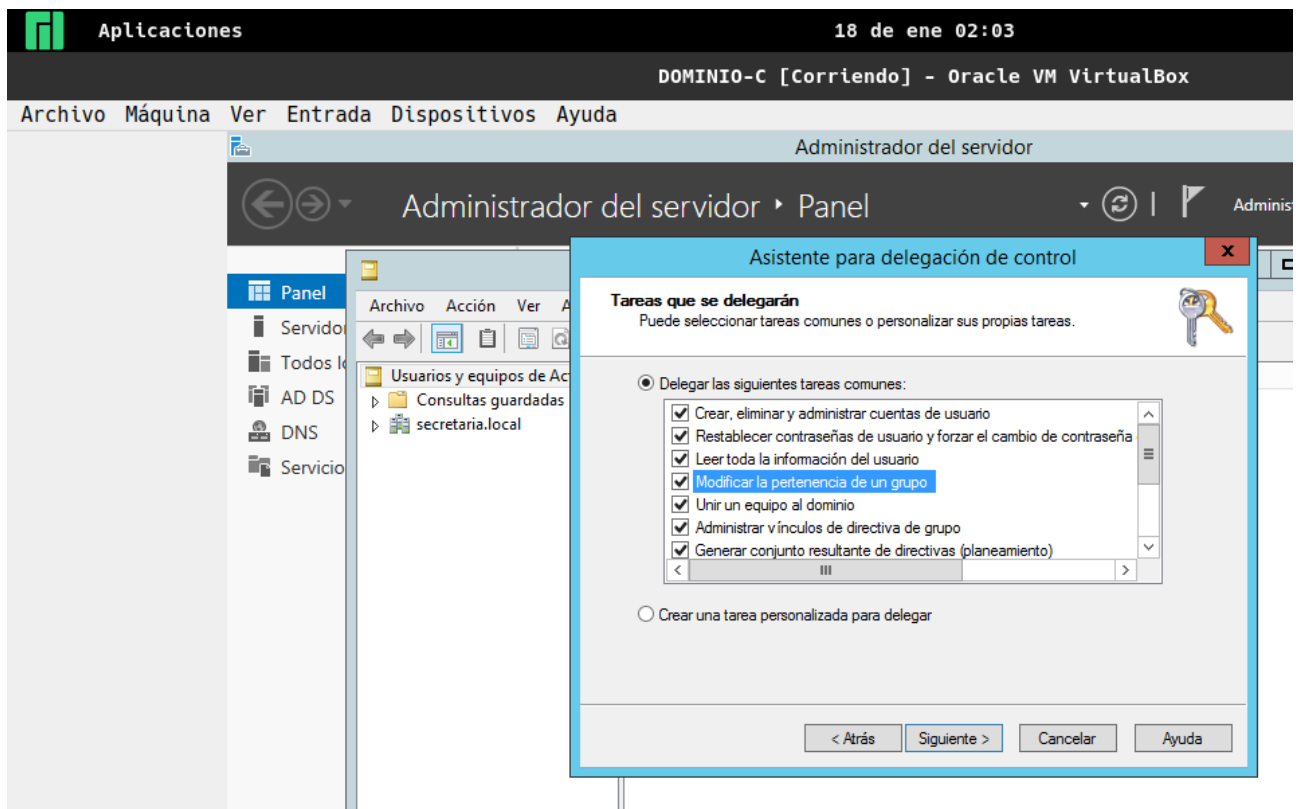 Aplicaciones 18 de ene 02:03
DOMINIO-C [Corriendo] - Oracle VM VirtualBox
Archivo Máquina Ver Entrada Dispositivos Ayuda
Administrador del servidor
Administrador del servidor ‣ Panel Adminis
Asistente para delegación de control
Panel
Servidor
Todos lo
AD DS
DNS
Servicio
Archivo Acción Ver A
Usuarios y equipos de Act
Consultas guardadas
secretaria.local
Tareas que se delegarán
Puede seleccionar tareas comunes o personalizar sus propias tareas.
Delegar las siguientes tareas comunes:
Crear, eliminar y administrar cuentas de usuario
Restablecer contraseñas de usuario y forzar el cambio de contraseña
Leer toda la información del usuario
Modificar la pertenencia de un grupo
Unir un equipo al dominio
Administrar vínculos de directiva de grupo
Generar conjunto resultante de directivas (planeamiento)
Crear una tarea personalizada para delegar
< Atrás Siguiente > Cancelar Ayuda